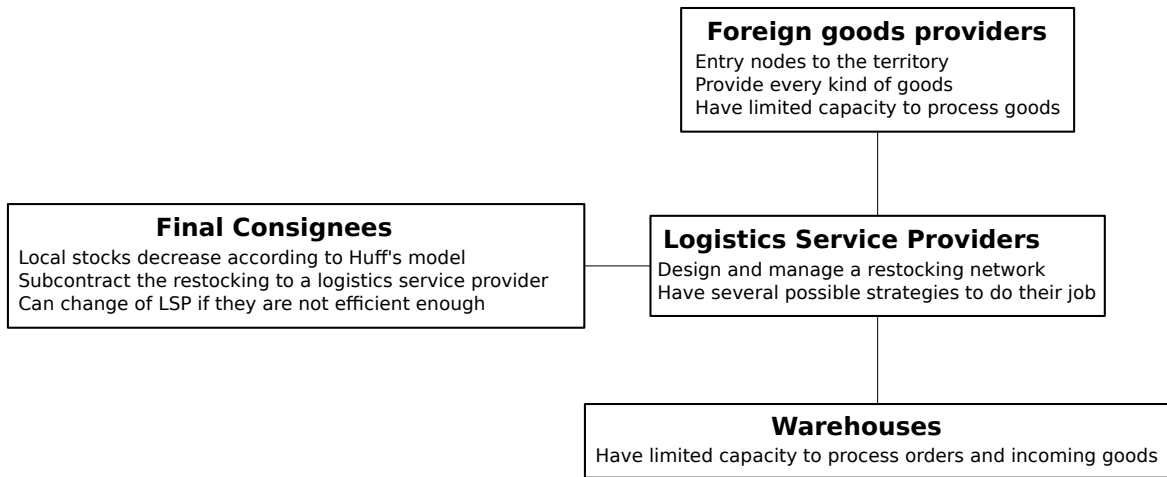 Foreign goods providers
Entry nodes to the territory
Provide every kind of goods
Have limited capacity to process goods
Final Consignees
Local stocks decrease according to Huff's model
Subcontract the restocking to a logistics service provider
Can change of LSP if they are not efficient enough
Logistics Service Providers
Design and manage a restocking network
Have several possible strategies to do their job
Warehouses
Have limited capacity to process orders and incoming goods